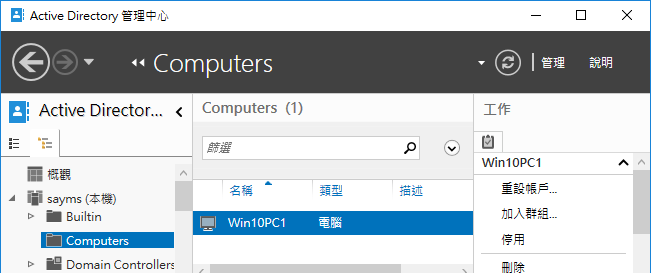 Active Directory 管理中心
Computers
管理
說明
Active Director...
概觀
sayms (本機)
Builtin
Computers
Domain Controllers
Computers (1)
篩選
名稱 類型 描述
Win10PC1 電腦
工作
Win10PC1
重設帳戶...
加入群組...
停用
刪除